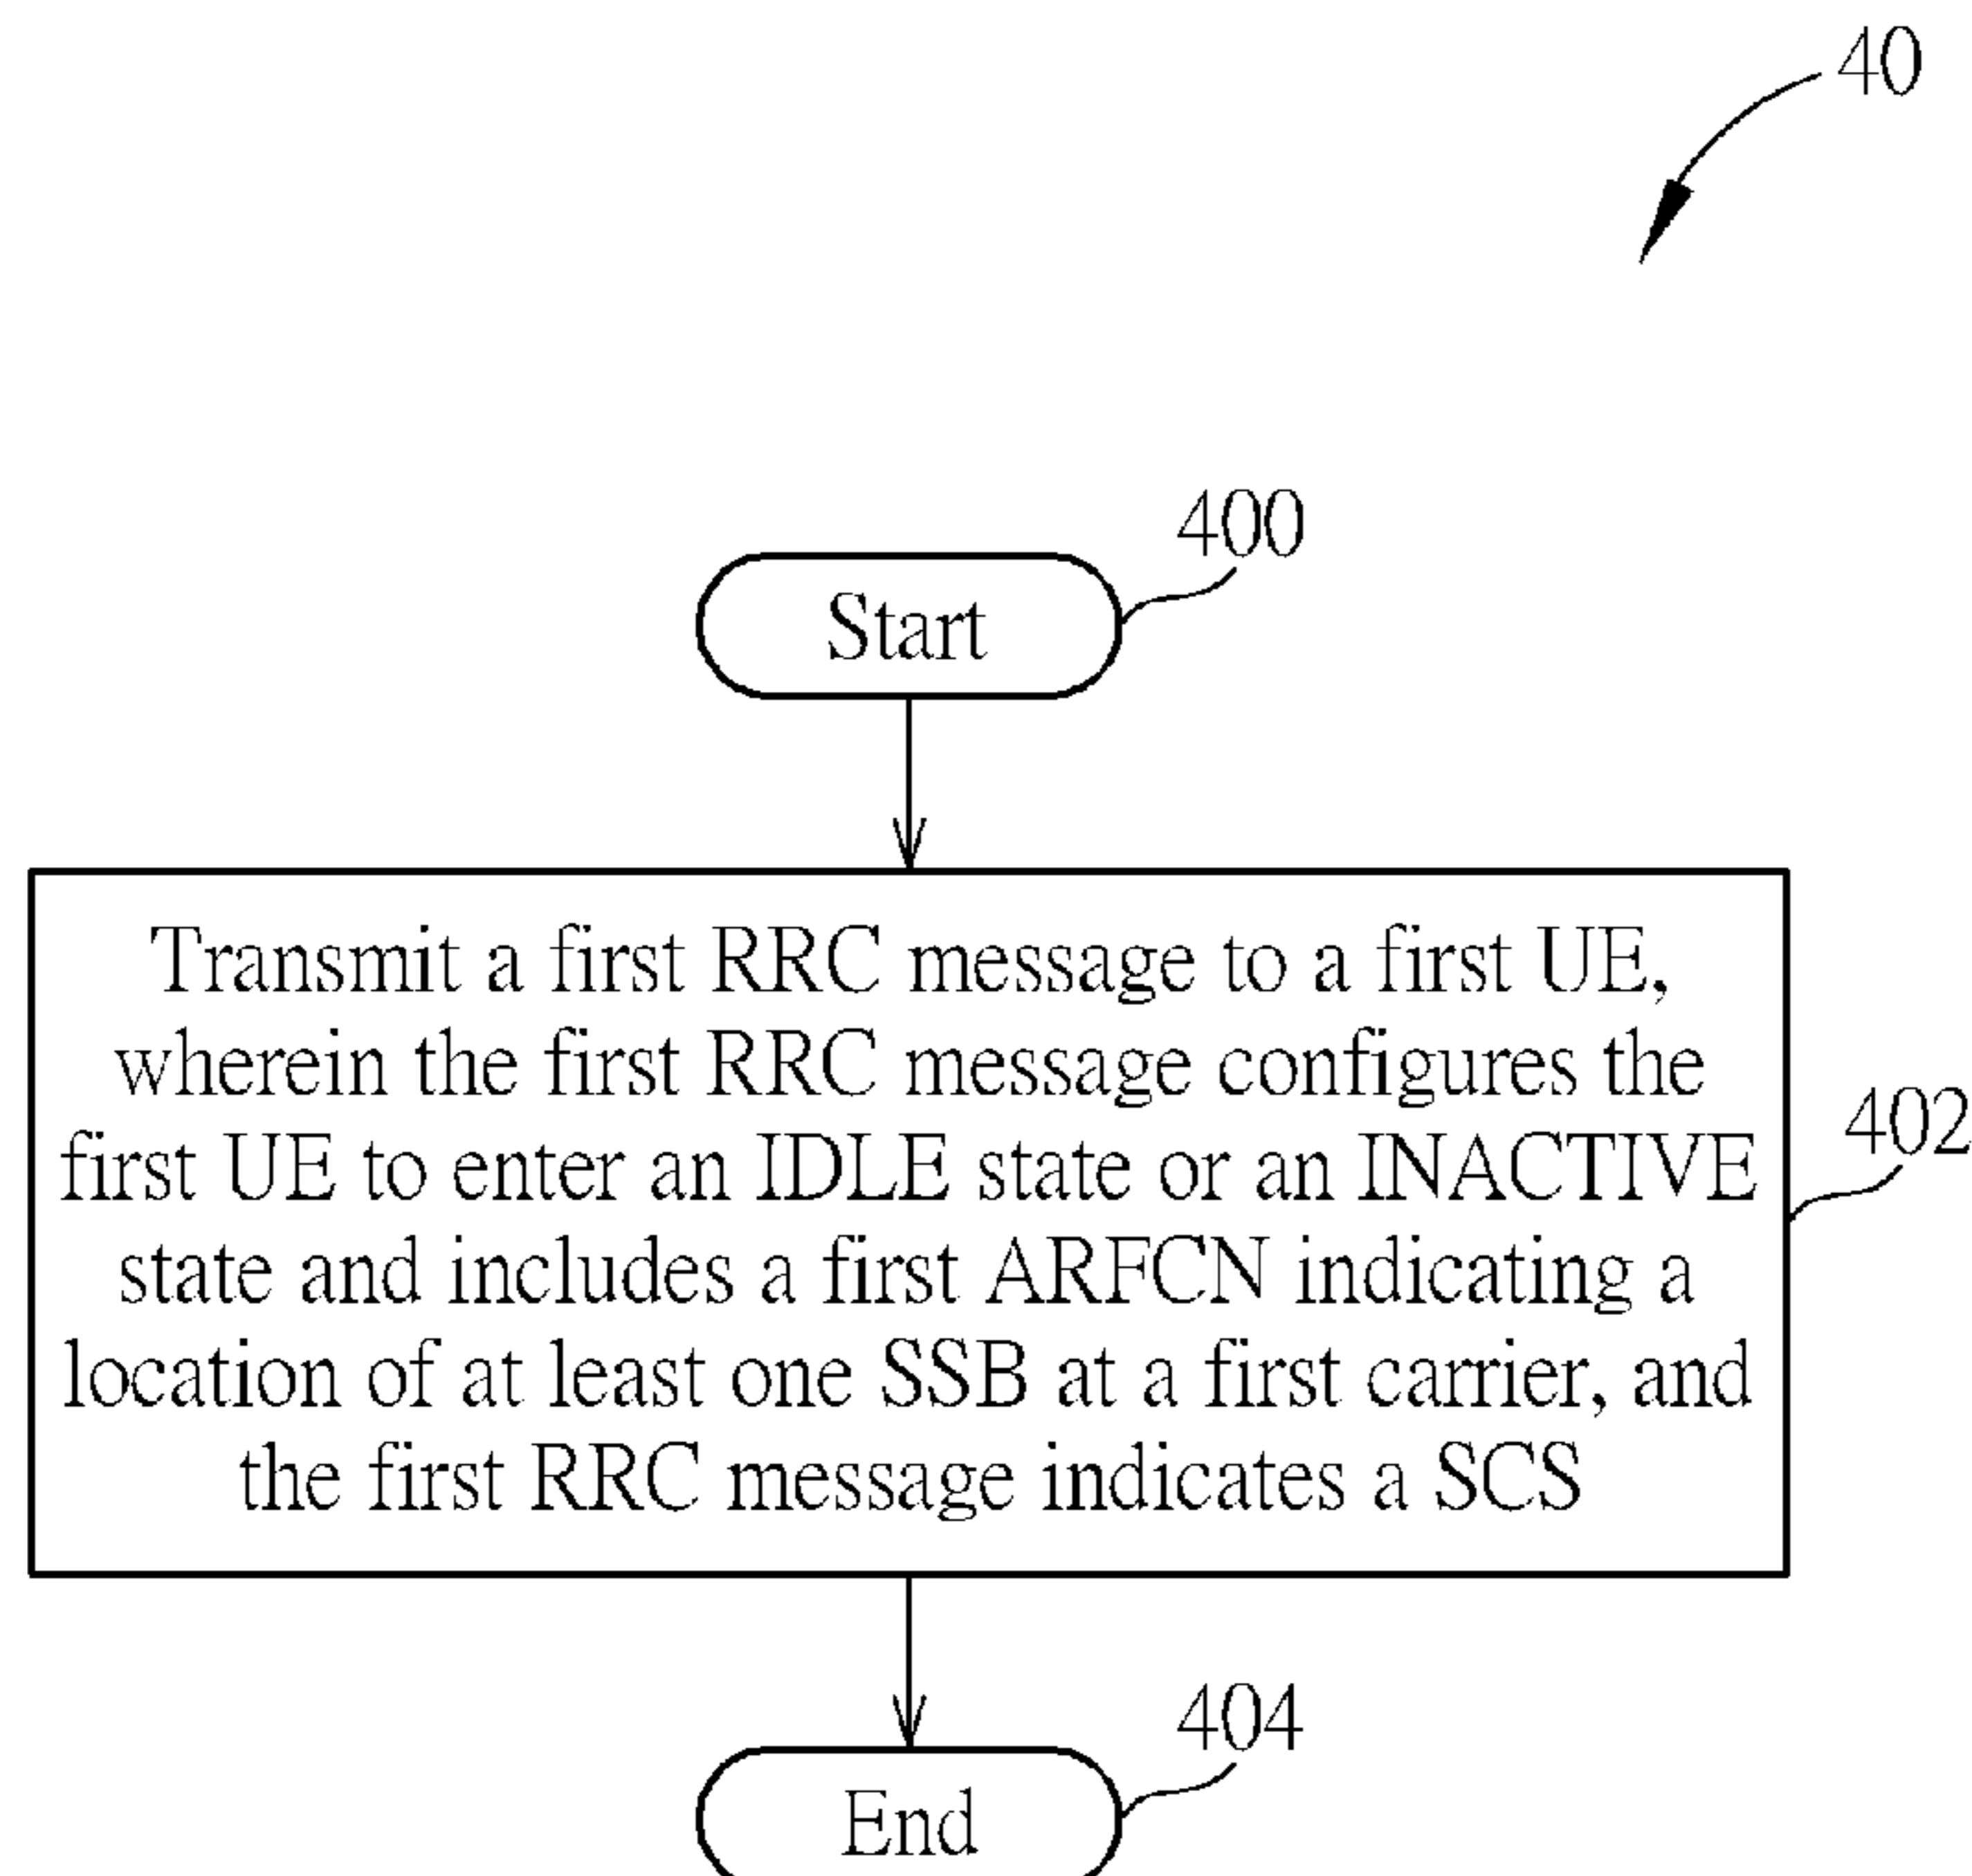 40
400
Start
Transmit a first RRC message to a first UE,
wherein the first RRC message configures the
first UE to enter an IDLE state or an INACTIVE
state and includes a first ARFCN indicating a
location of at least one SSB at a first carrier, and
the first RRC message indicates a SCS
402
404
End